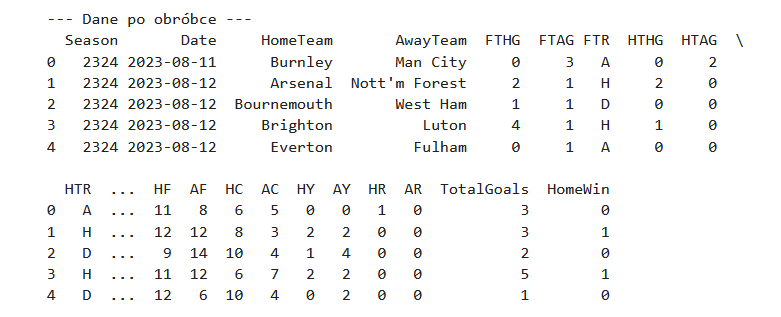 --- Dane po obróbce ---
  Season       Date     HomeTeam       AwayTeam  FTHG  FTAG FTR  HTHG  HTAG  \
0   2324 2023-08-11      Burnley       Man City     0     3   A     0     2
1   2324 2023-08-12      Arsenal  Nott'm Forest     2     1   H     2     0
2   2324 2023-08-12  Bournemouth       West Ham     1     1   D     0     0
3   2324 2023-08-12     Brighton          Luton     4     1   H     1     0
4   2324 2023-08-12      Everton         Fulham     0     1   A     0     0
  HTR  ...  HF  AF  HC  AC  HY  AY  HR  AR  TotalGoals  HomeWin
0   A  ...  11   8   6   5   0   0   1   0           3        0
1   H  ...  12  12   8   3   2   2   0   0           3        1
2   D  ...   9  14  10   4   1   4   0   0           2        0
3   H  ...  11  12   6   7   2   2   0   0           5        1
4   D  ...  12   6  10   4   0   2   0   0           1        0